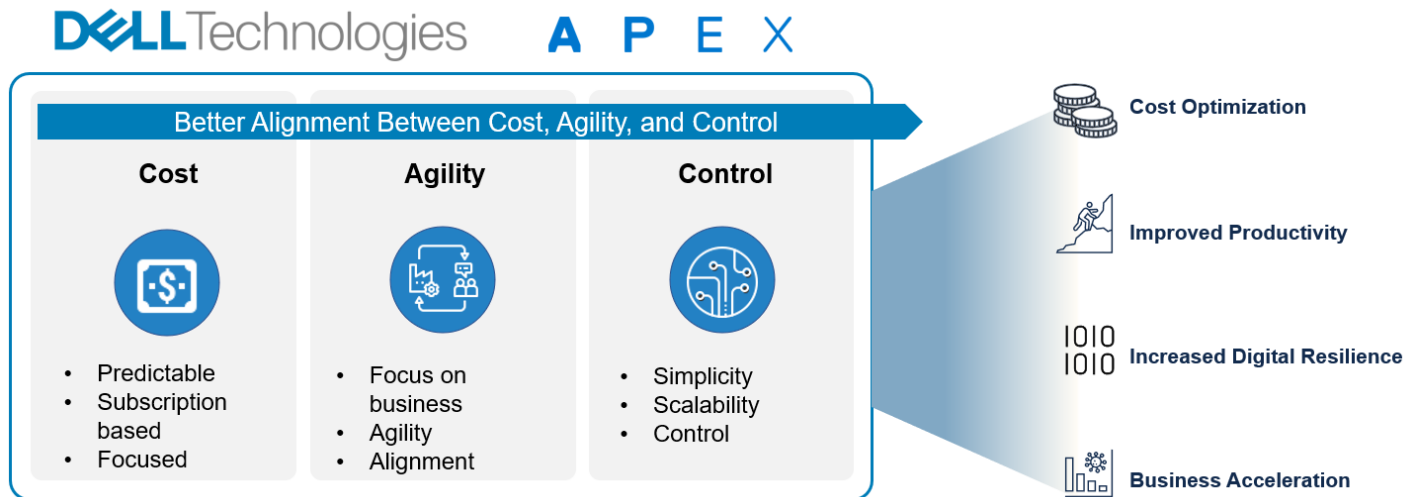 DELLTechnologies APEX
Better Alignment Between Cost, Agility, and Control
Cost
• Predictable
• Subscription
based
• Focused
Agility
• Focus on
business
• Agility
• Alignment
Control
• Simplicity
• Scalability
• Control
Cost Optimization
Improved Productivity
1010
1010
Increased Digital Resilience
Business Acceleration